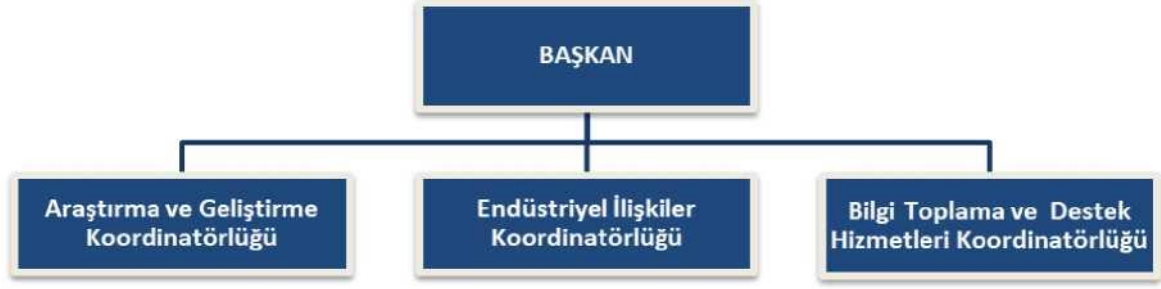 BAŞKAN
Araştırma ve Geliştirme
Koordinatörlüğü
Endüstriyel İlişkiler
Koordinatörlüğü
Bilgi Toplama ve Destek
Hizmetleri Koordinatörlüğü